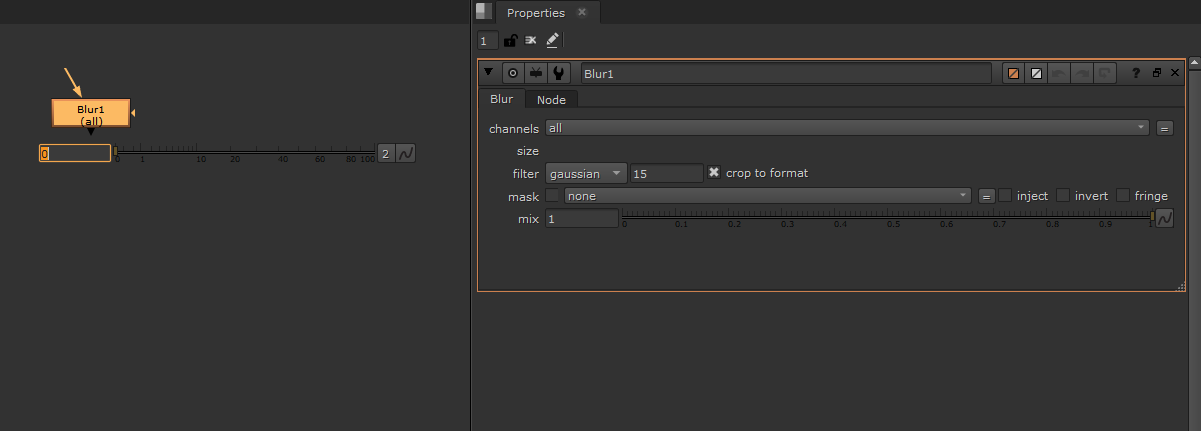 Properties
1
Blur1
Blur Node
Blur1
(all)
channels all =
0 0 1 10 20 40 60 80 100 2
size
filter gaussian 15 crop to format
mask none = inject invert fringe
mix 1 0 0.1 0.2 0.3 0.4 0.5 0.6 0.7 0.8 0.9 1